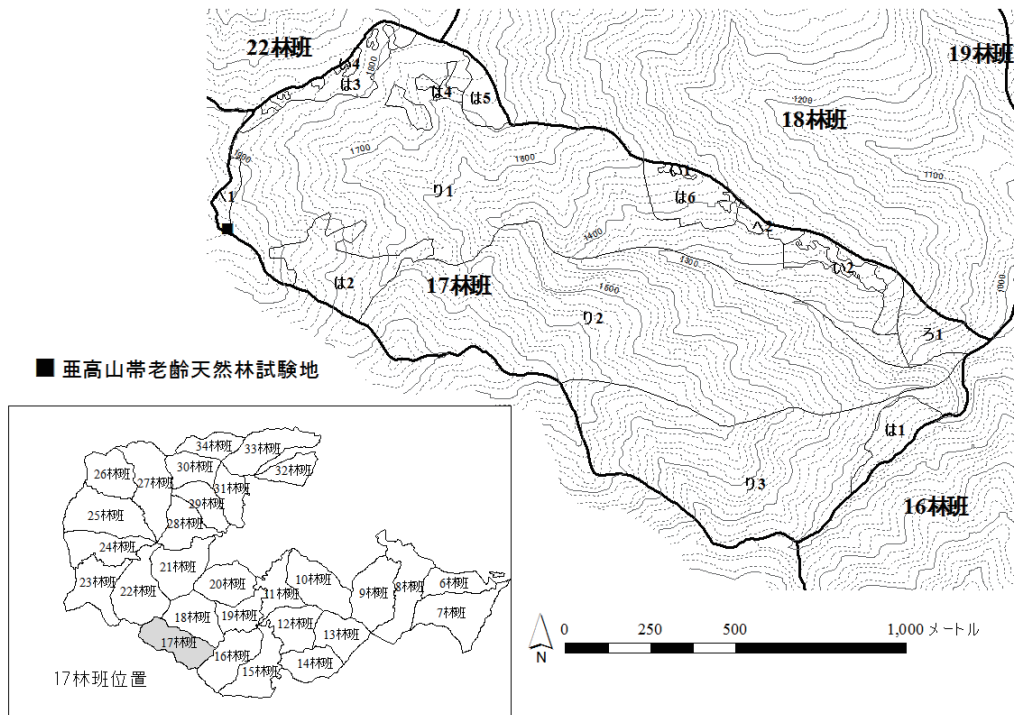 22林班
19林班
い4
は3
1800
は4
は5
1200
18林班
1700
1800
1800
1700
い1
り1
は6
へ1
へ2
1400
1300
い2
は2
17林班
1500
1800
り2
ろ1
■ 亜高山帯老齢天然林試験地
は1
り3
16林班
34林班
33林班
26林班
27林班
30林班
32林班
31林班
25林班
29林班
28林班
24林班
21林班
23林班
22林班
20林班
11林班
10林班
9林班
8林班
6林班
7林班
18林班
19林班
12林班
13林班
17林班
16林班
15林班
14林班
17林班位置
N
0 250 500 1,000 メートル